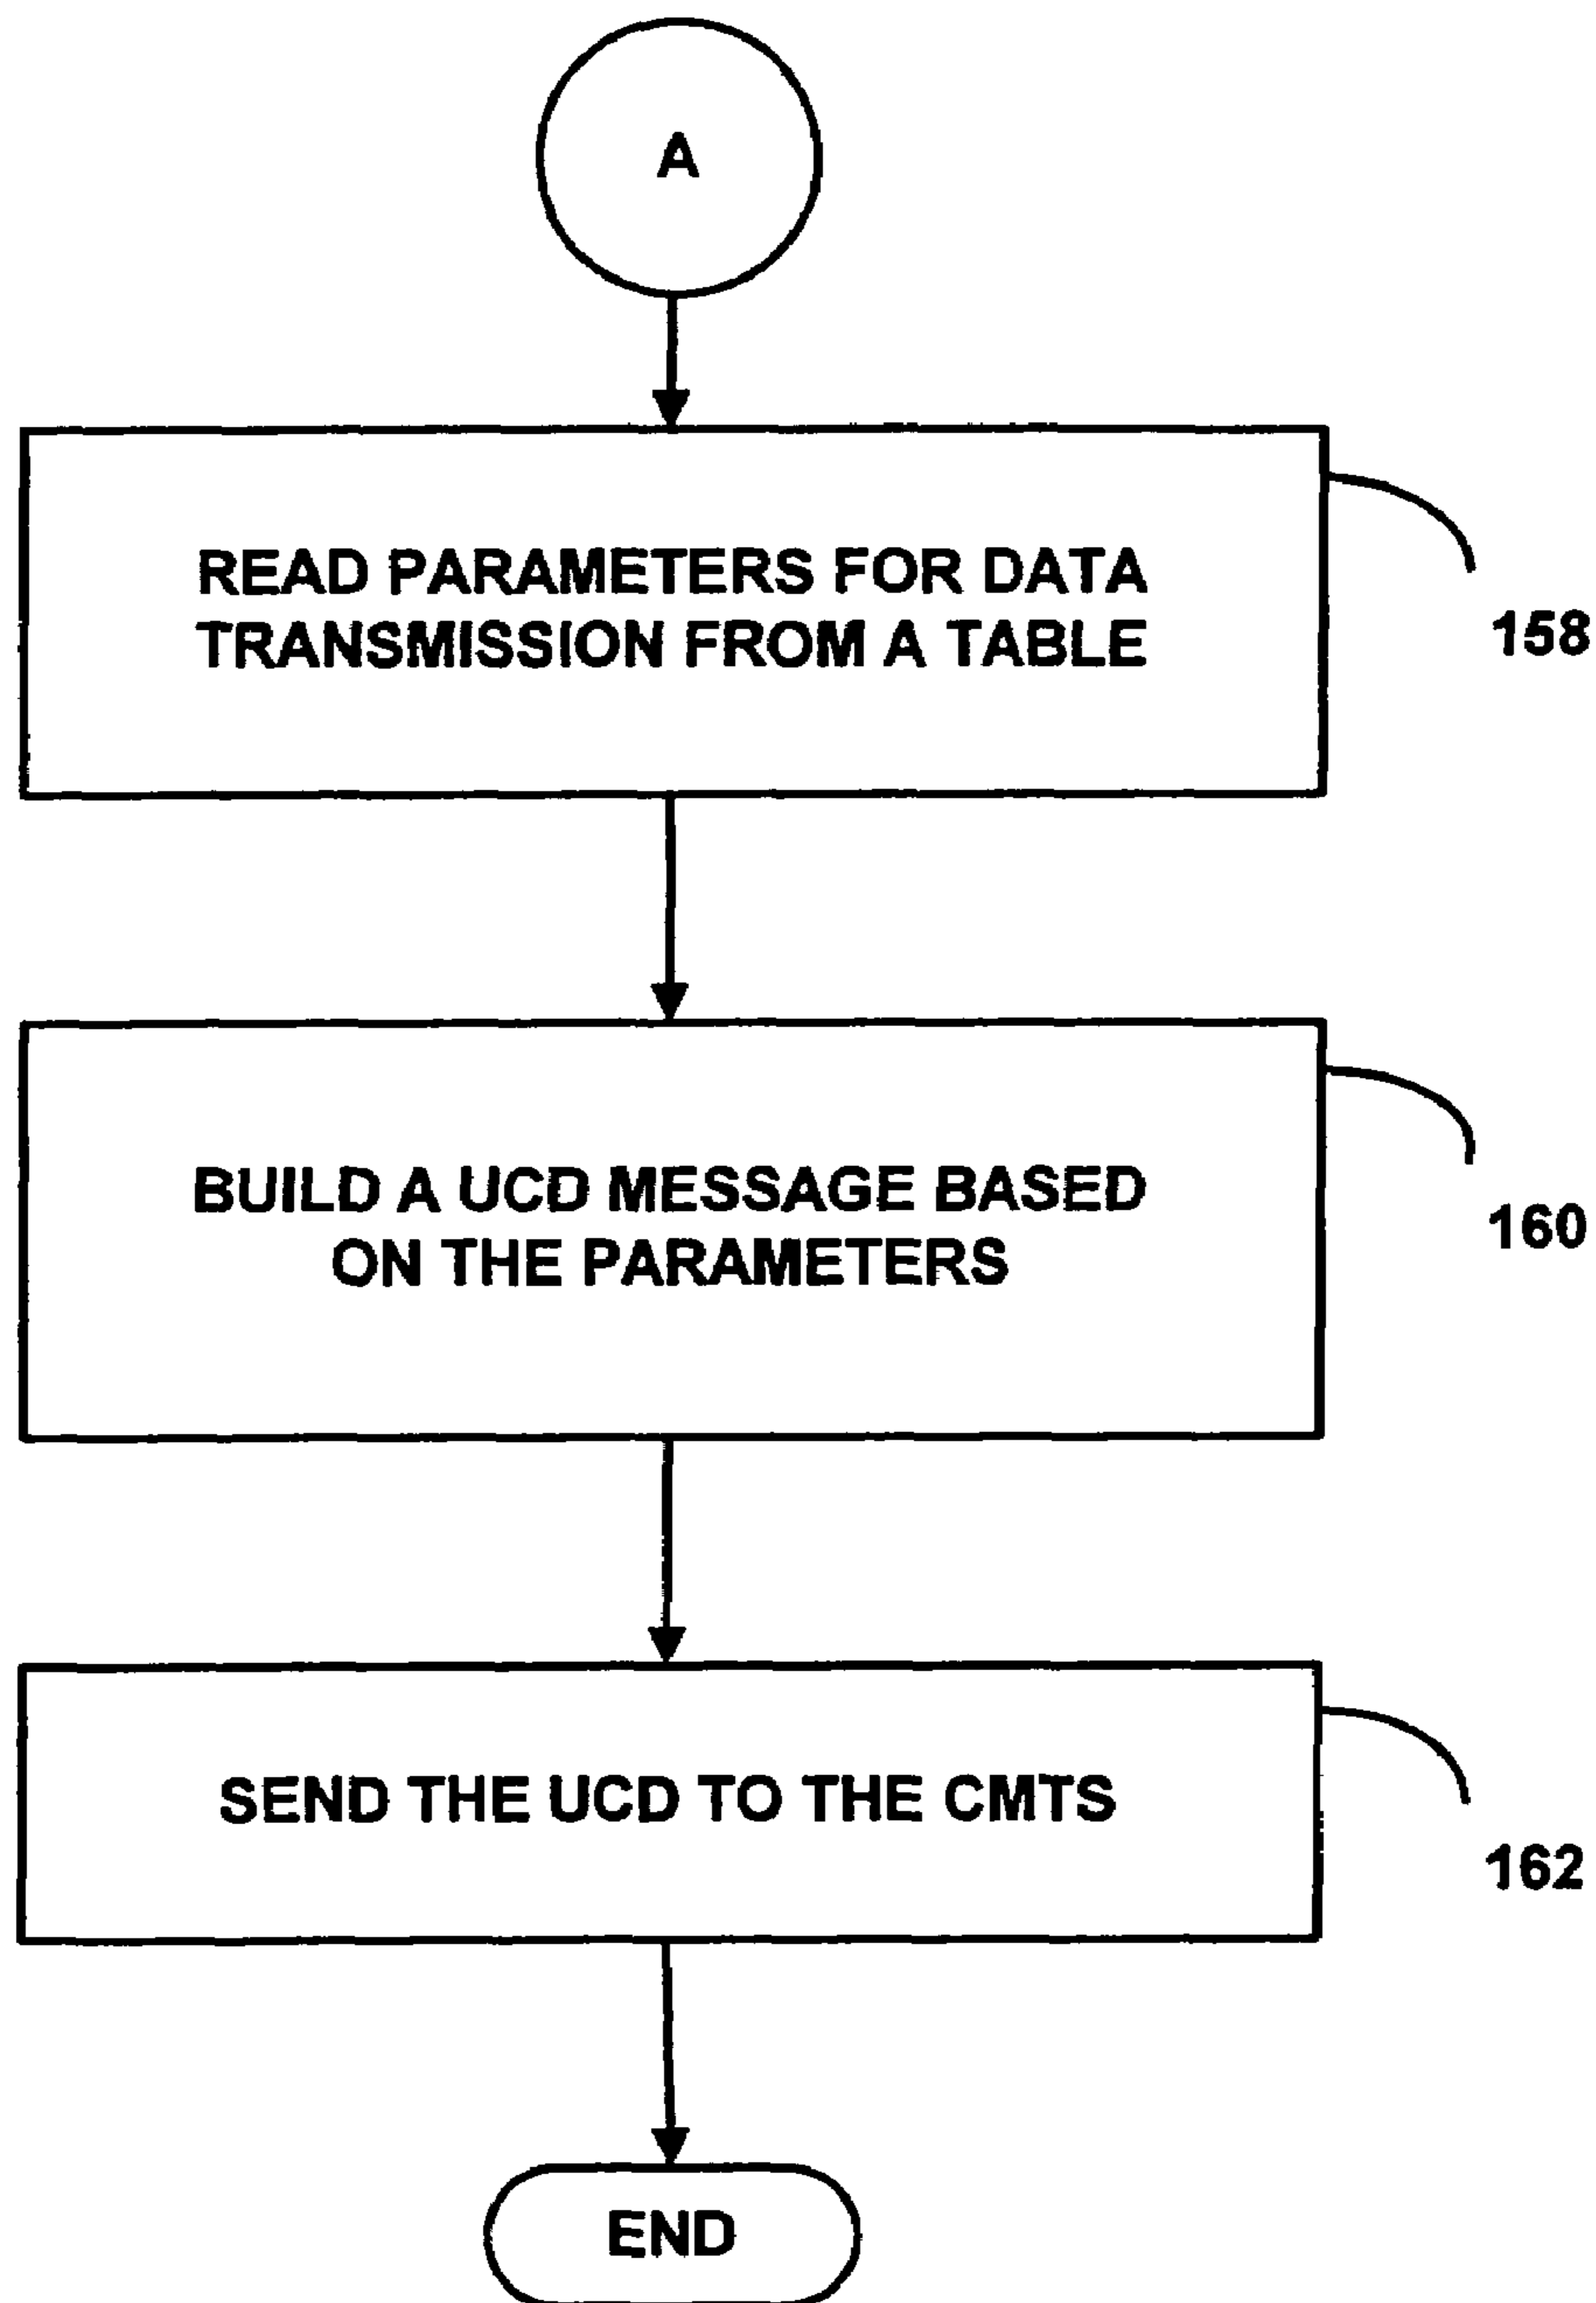 A
READ PARAMETERS FOR DATA
TRANSMISSION FROM A TABLE
158
BUILD A UCD MESSAGE BASED
ON THE PARAMETERS
160
SEND THE UCD TO THE CMTS
162
END